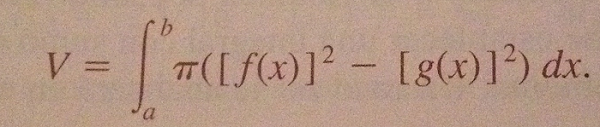 V = ∫_a^b π([f(x)]² − [g(x)]²) dx.